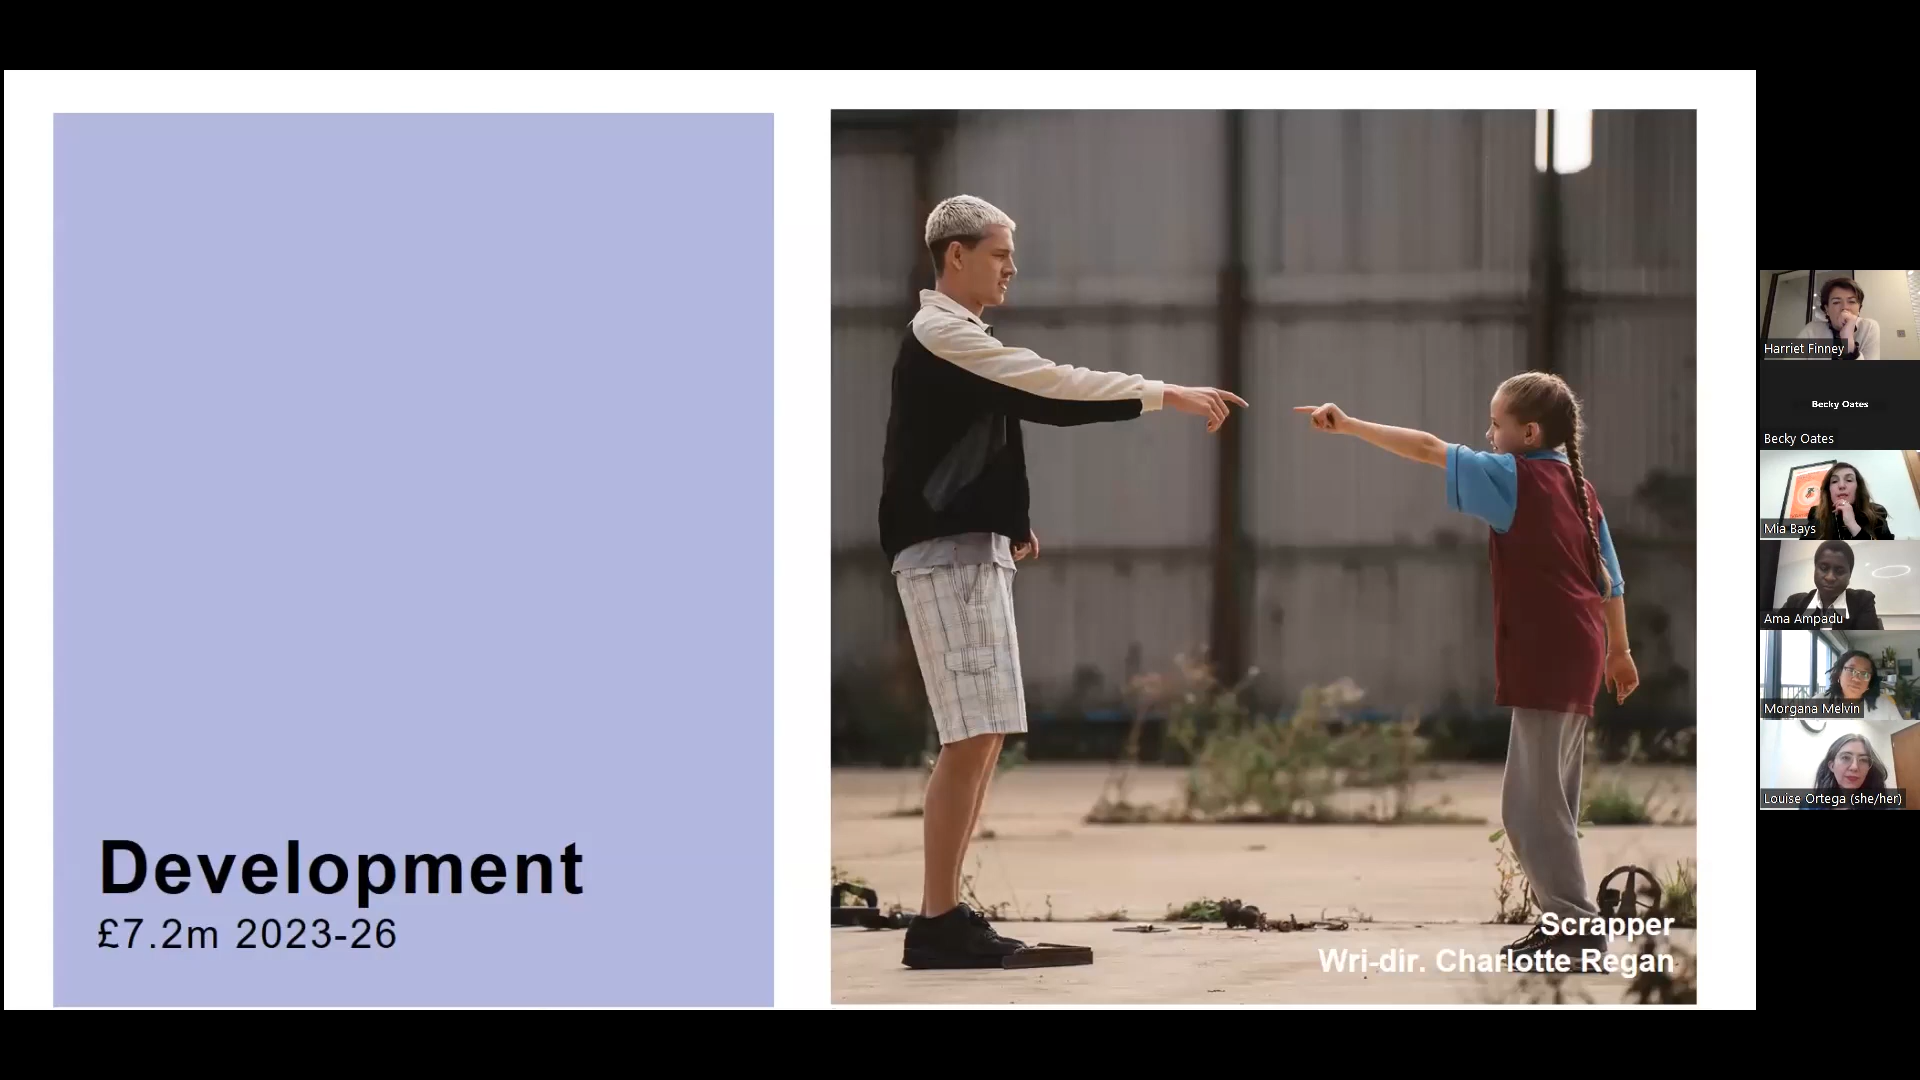 Development
£7.2m 2023-26
Scrapper
Wri-dir. Charlotte Regan
Harriet Finney
Becky Oates
Becky Oates
Mia Bays
Ama Ampadu
Morgana Melvin
Louise Ortega (she/her)